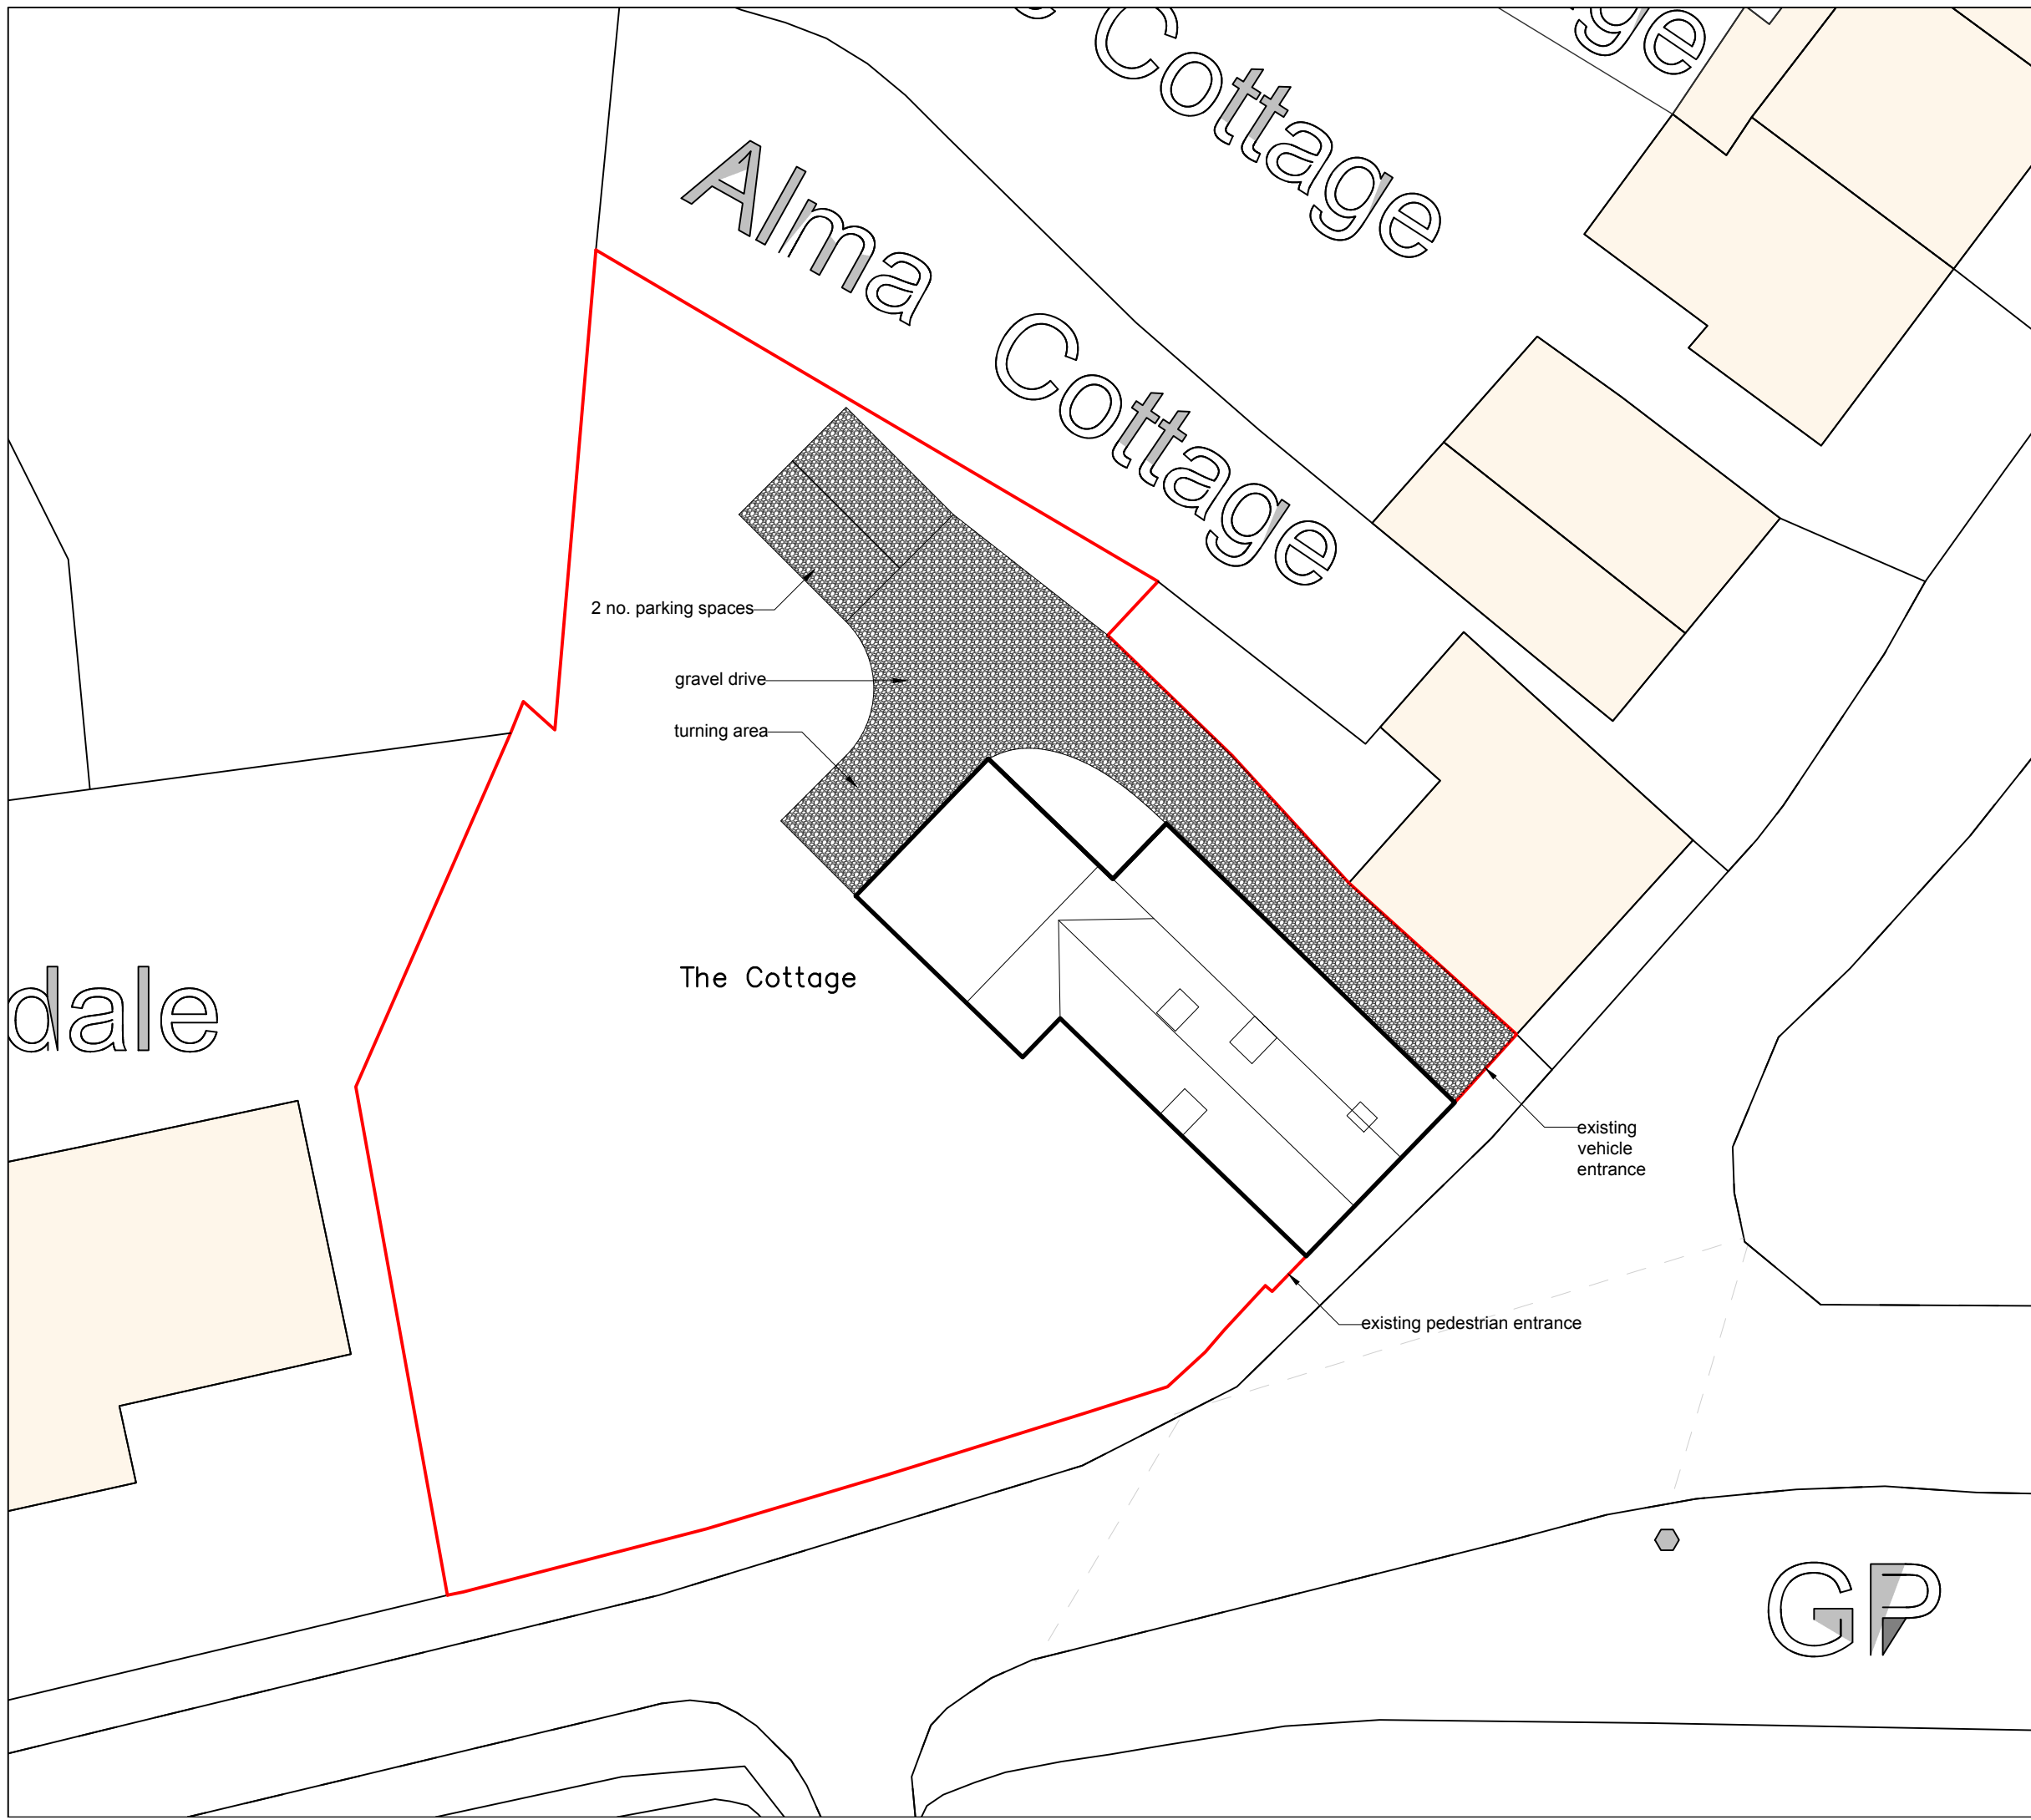 Cottage
Alma Cottage
2 no. parking spaces
gravel drive
turning area
The Cottage
dale
existing
vehicle
entrance
existing pedestrian entrance
GP